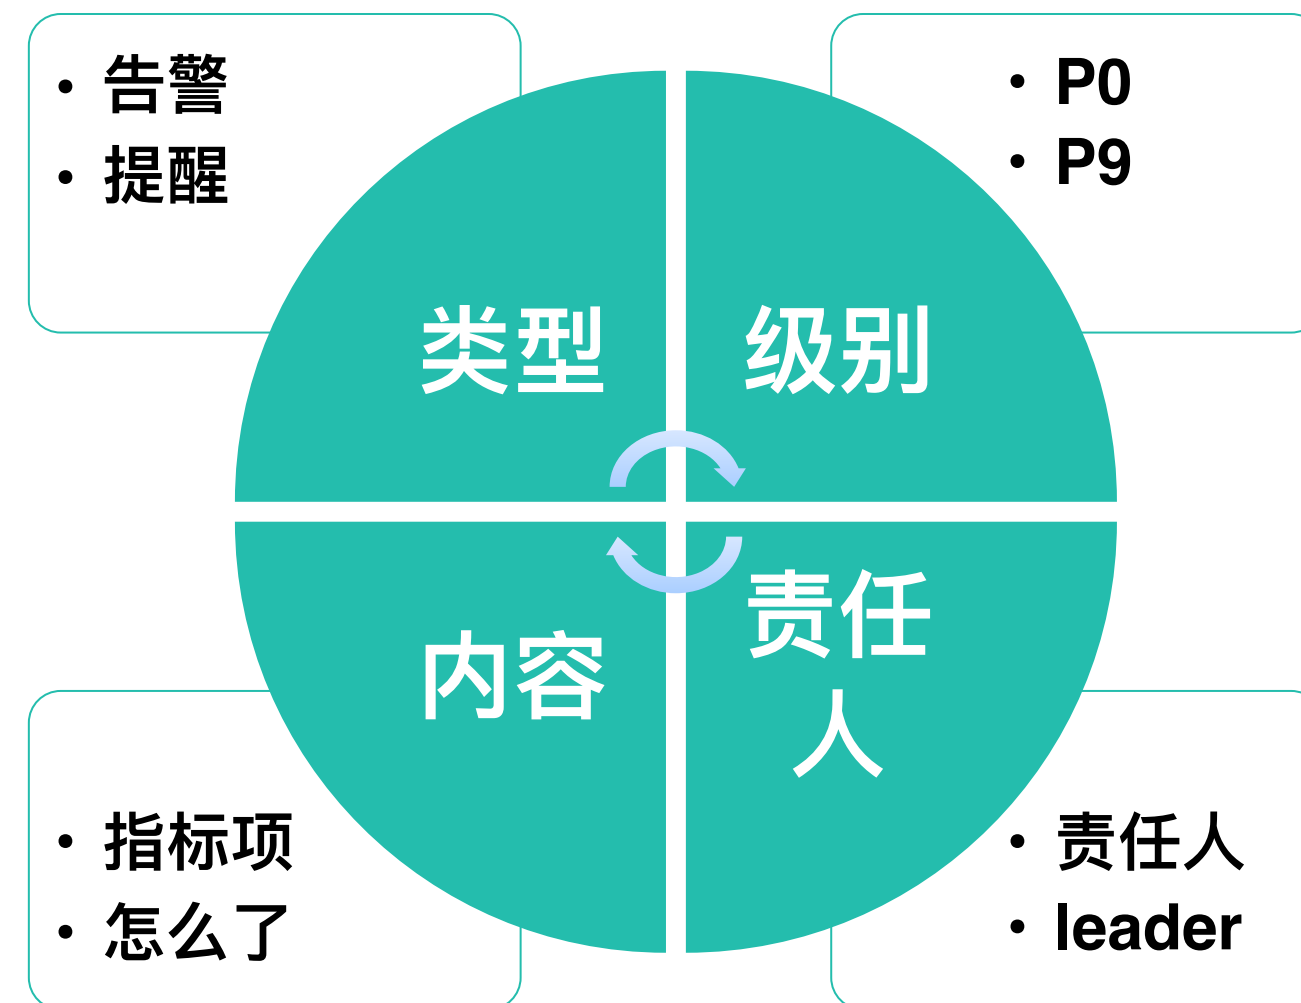 • 告警
• 提醒
• P0
• P9
类型
级别
内容
责任
人
• 指标项
• 怎么了
• 责任人
• leader